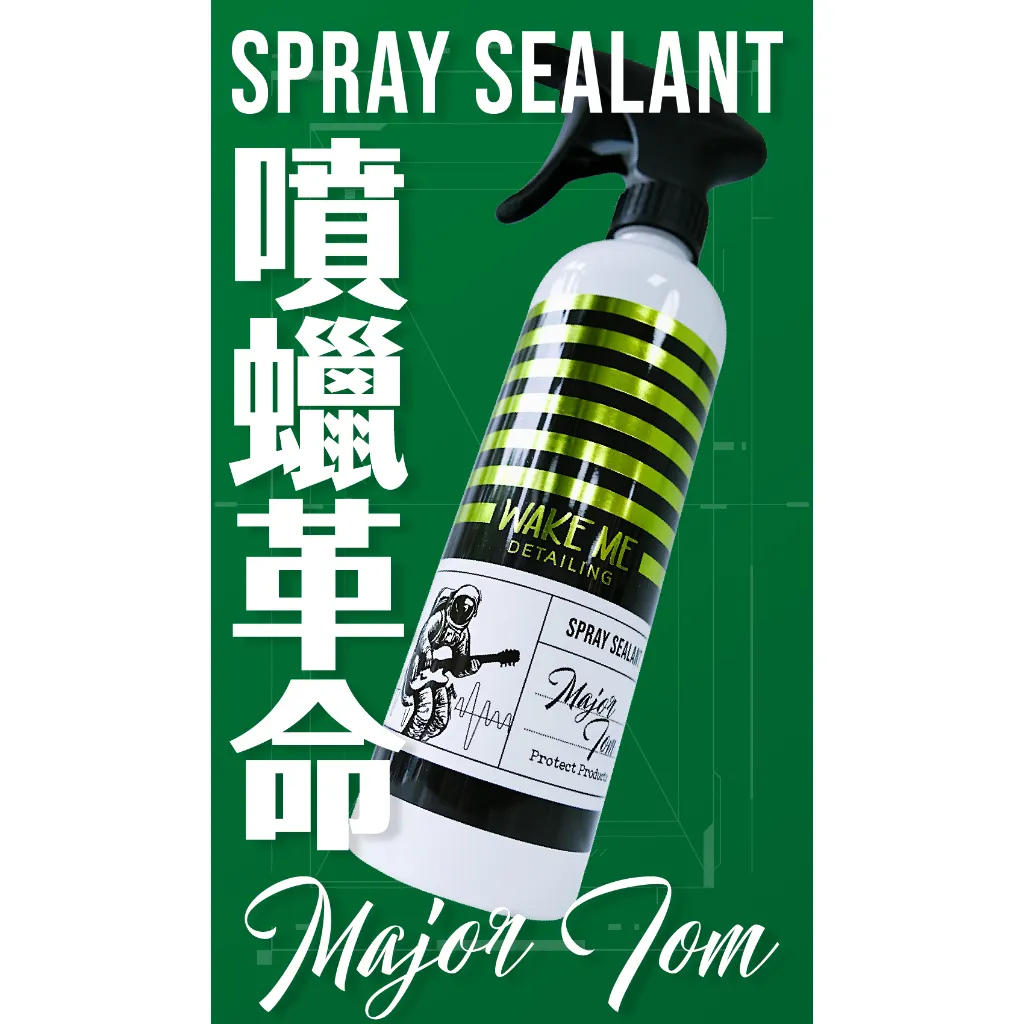 SPRAY SEALANT
噴蠟革命
WAKE ME
DETAILING
SPRAY SEALANT
Major
Tom
Protect Products
Major Tom